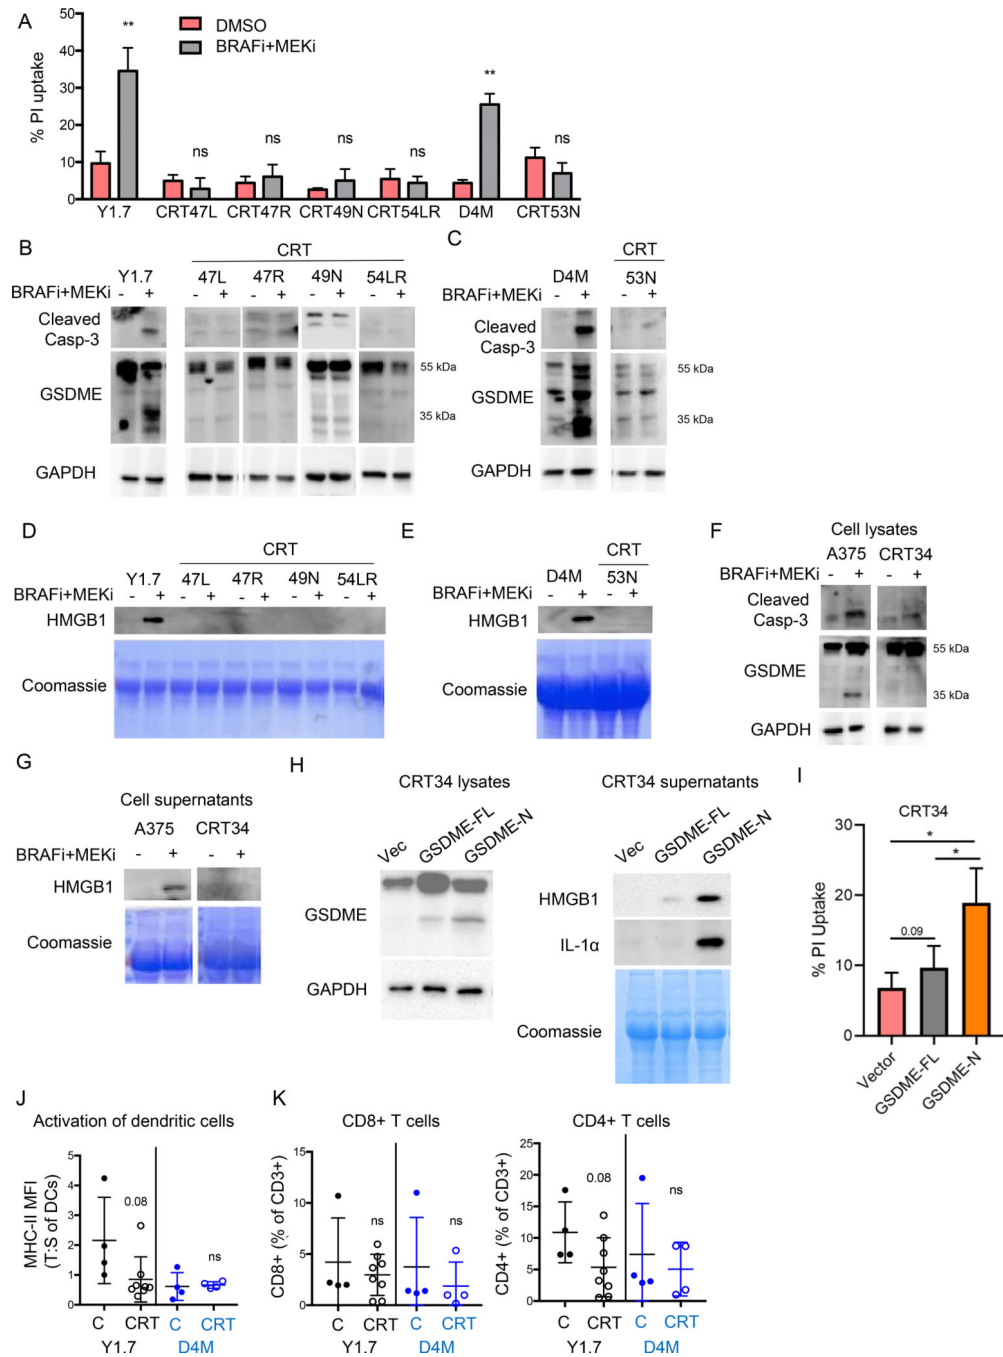 A
DMSO
BRAFi+MEKi
% PI uptake
50
40
30
20
10
0
**
ns
ns
ns
ns
**
ns
Y1.7 CRT47L CRT47R CRT49N CRT54LR D4M CRT53N
B
CRT
Y1.7 47L 47R 49N 54LR
BRAFi+MEKi - + - + - + - + - +
Cleaved
Casp-3
GSDME
55 kDa
35 kDa
GAPDH
C
CRT
D4M 53N
BRAFi+MEKi - + - +
Cleaved
Casp-3
GSDME
55 kDa
35 kDa
GAPDH
D
CRT
Y1.7 47L 47R 49N 54LR
BRAFi+MEKi - + - + - + - + - +
HMGB1
Coomassie
E
CRT
D4M 53N
BRAFi+MEKi - + - +
HMGB1
Coomassie
F
Cell lysates
A375 CRT34
BRAFi+MEKi - + - +
Cleaved
Casp-3
GSDME
55 kDa
35 kDa
GAPDH
G
Cell supernatants
A375 CRT34
BRAFi+MEKi - + - +
HMGB1
Coomassie
H
CRT34 lysates
Vec GSDME-FL GSDME-N
GSDME
GAPDH
CRT34 supernatants
Vec GSDME-FL GSDME-N
HMGB1
IL-1α
Coomassie
I
CRT34
% PI Uptake
30
20
10
0
*
*
0.09
Vector GSDME-FL GSDME-N
J
Activation of dendritic cells
MHC-II MFI
(T:S of DCs)
5
4
3
2
1
0
0.08
ns
C CRT C CRT
Y1.7 D4M
K
CD8+ T cells
CD8+ (% of CD3+)
15
10
5
0
ns
ns
C CRT C CRT
Y1.7 D4M
CD4+ T cells
CD4+ (% of CD3+)
25
20
15
10
5
0
0.08
ns
C CRT C CRT
Y1.7 D4M